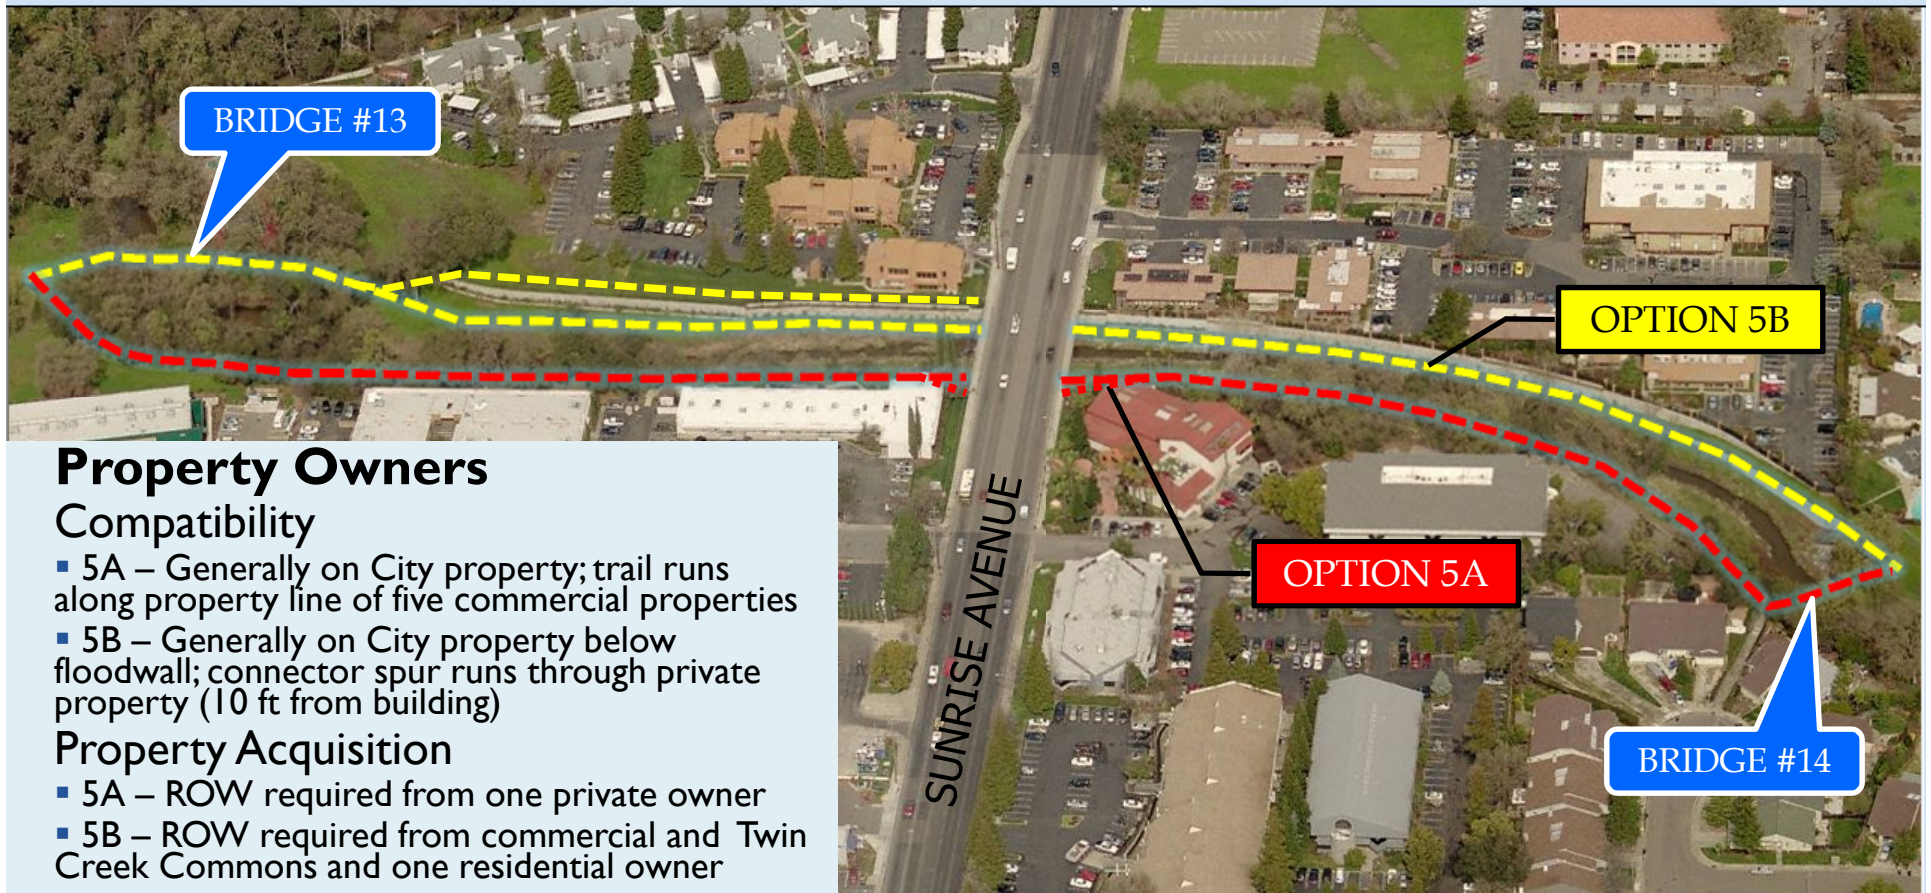 BRIDGE #13
OPTION 5B
OPTION 5A
SUNRISE AVENUE
BRIDGE #14
Property Owners
Compatibility
▪ 5A – Generally on City property; trail runs
along property line of five commercial properties
▪ 5B – Generally on City property below
floodwall; connector spur runs through private
property (10 ft from building)
Property Acquisition
▪ 5A – ROW required from one private owner
▪ 5B – ROW required from commercial and Twin
Creek Commons and one residential owner